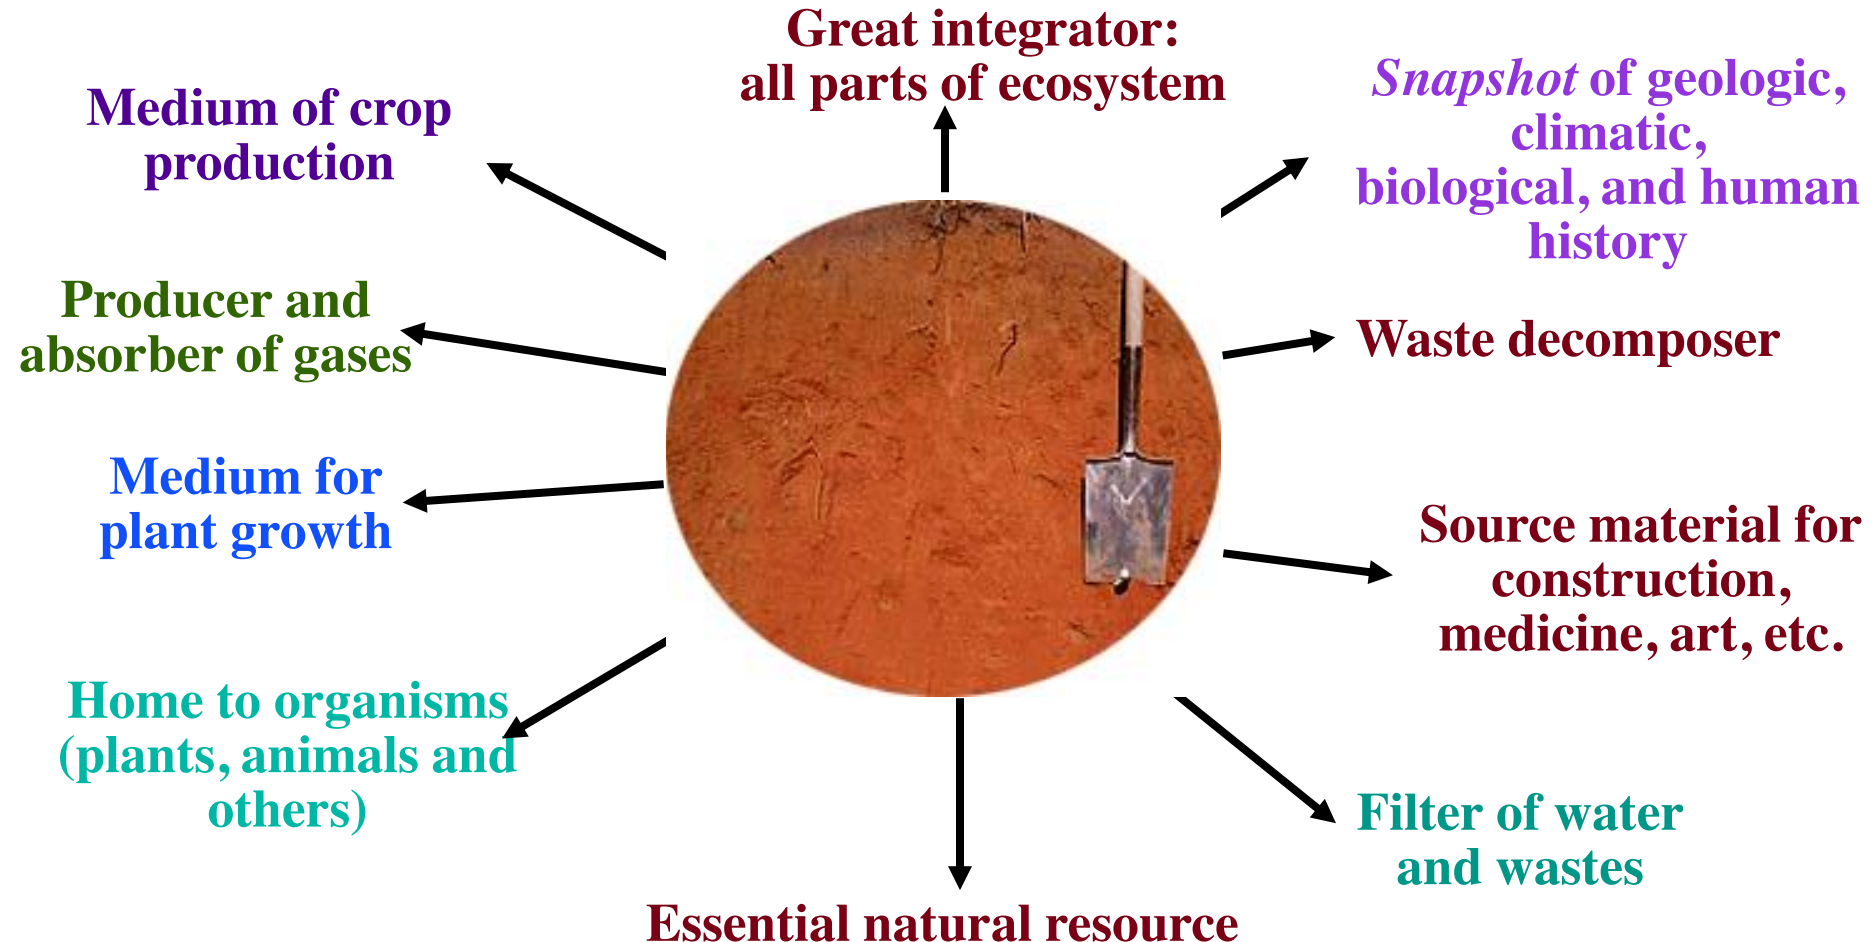 Great integrator:
all parts of ecosystem
Snapshot of geologic,
climatic,
biological, and human
history
Waste decomposer
Source material for
construction,
medicine, art, etc.
Filter of water
and wastes
Essential natural resource
Home to organisms
(plants, animals and
others)
Medium for
plant growth
Producer and
absorber of gases
Medium of crop
production